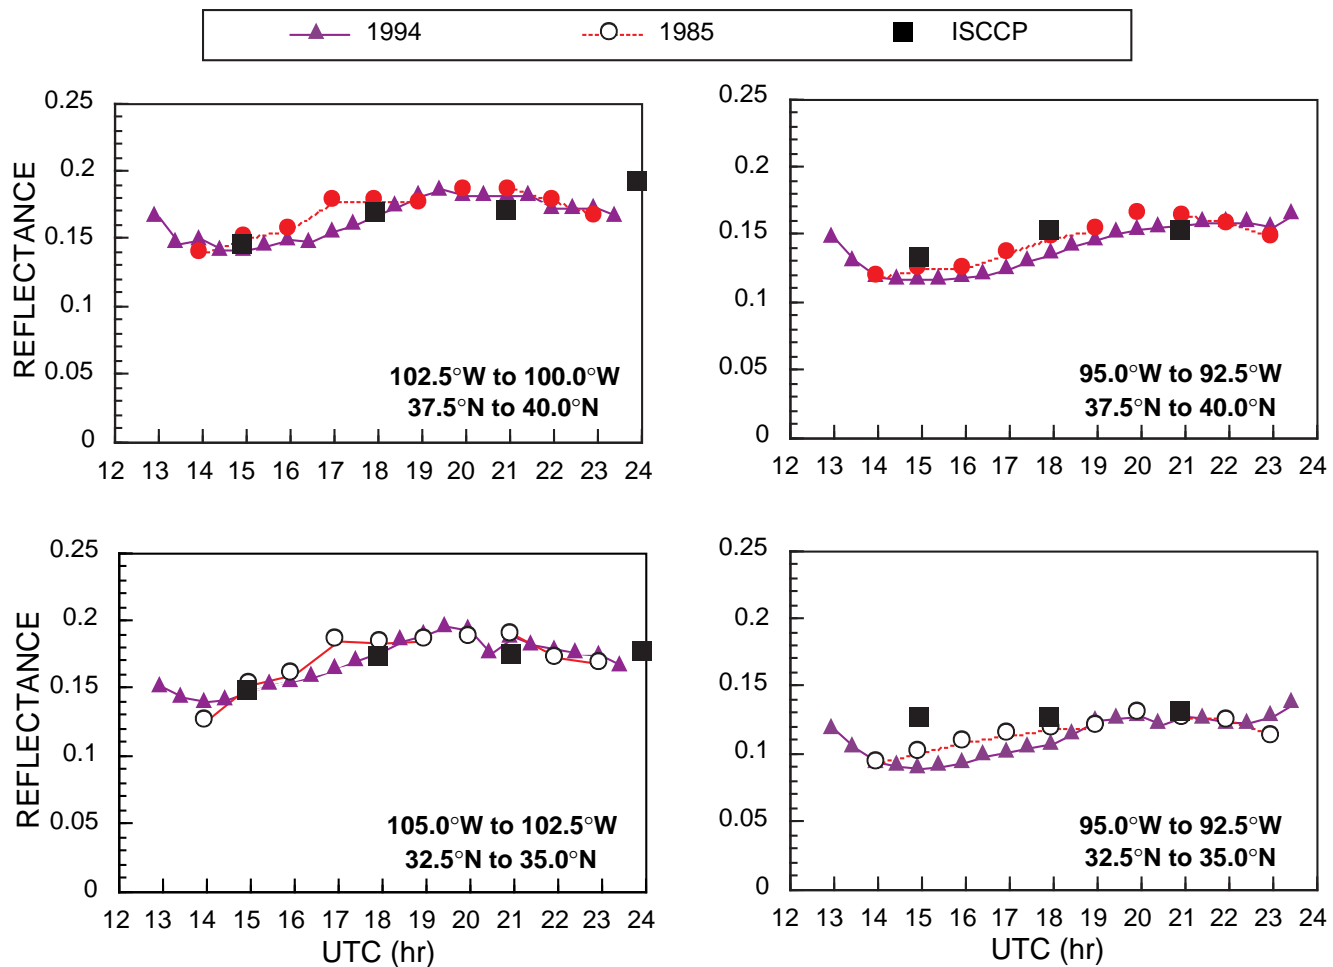 1994 1985 ISCCP
0.25
0.2
0.15
0.1
0.05
0
REFLECTANCE
102.5°W to 100.0°W
37.5°N to 40.0°N
12 13 14 15 16 17 18 19 20 21 22 23 24
0.25
0.2
0.15
0.1
0.05
0
95.0°W to 92.5°W
37.5°N to 40.0°N
12 13 14 15 16 17 18 19 20 21 22 23 24
0.25
0.2
0.15
0.1
0.05
0
REFLECTANCE
105.0°W to 102.5°W
32.5°N to 35.0°N
12 13 14 15 16 17 18 19 20 21 22 23 24
UTC (hr)
0.25
0.2
0.15
0.1
0.05
0
95.0°W to 92.5°W
32.5°N to 35.0°N
12 13 14 15 16 17 18 19 20 21 22 23 24
UTC (hr)